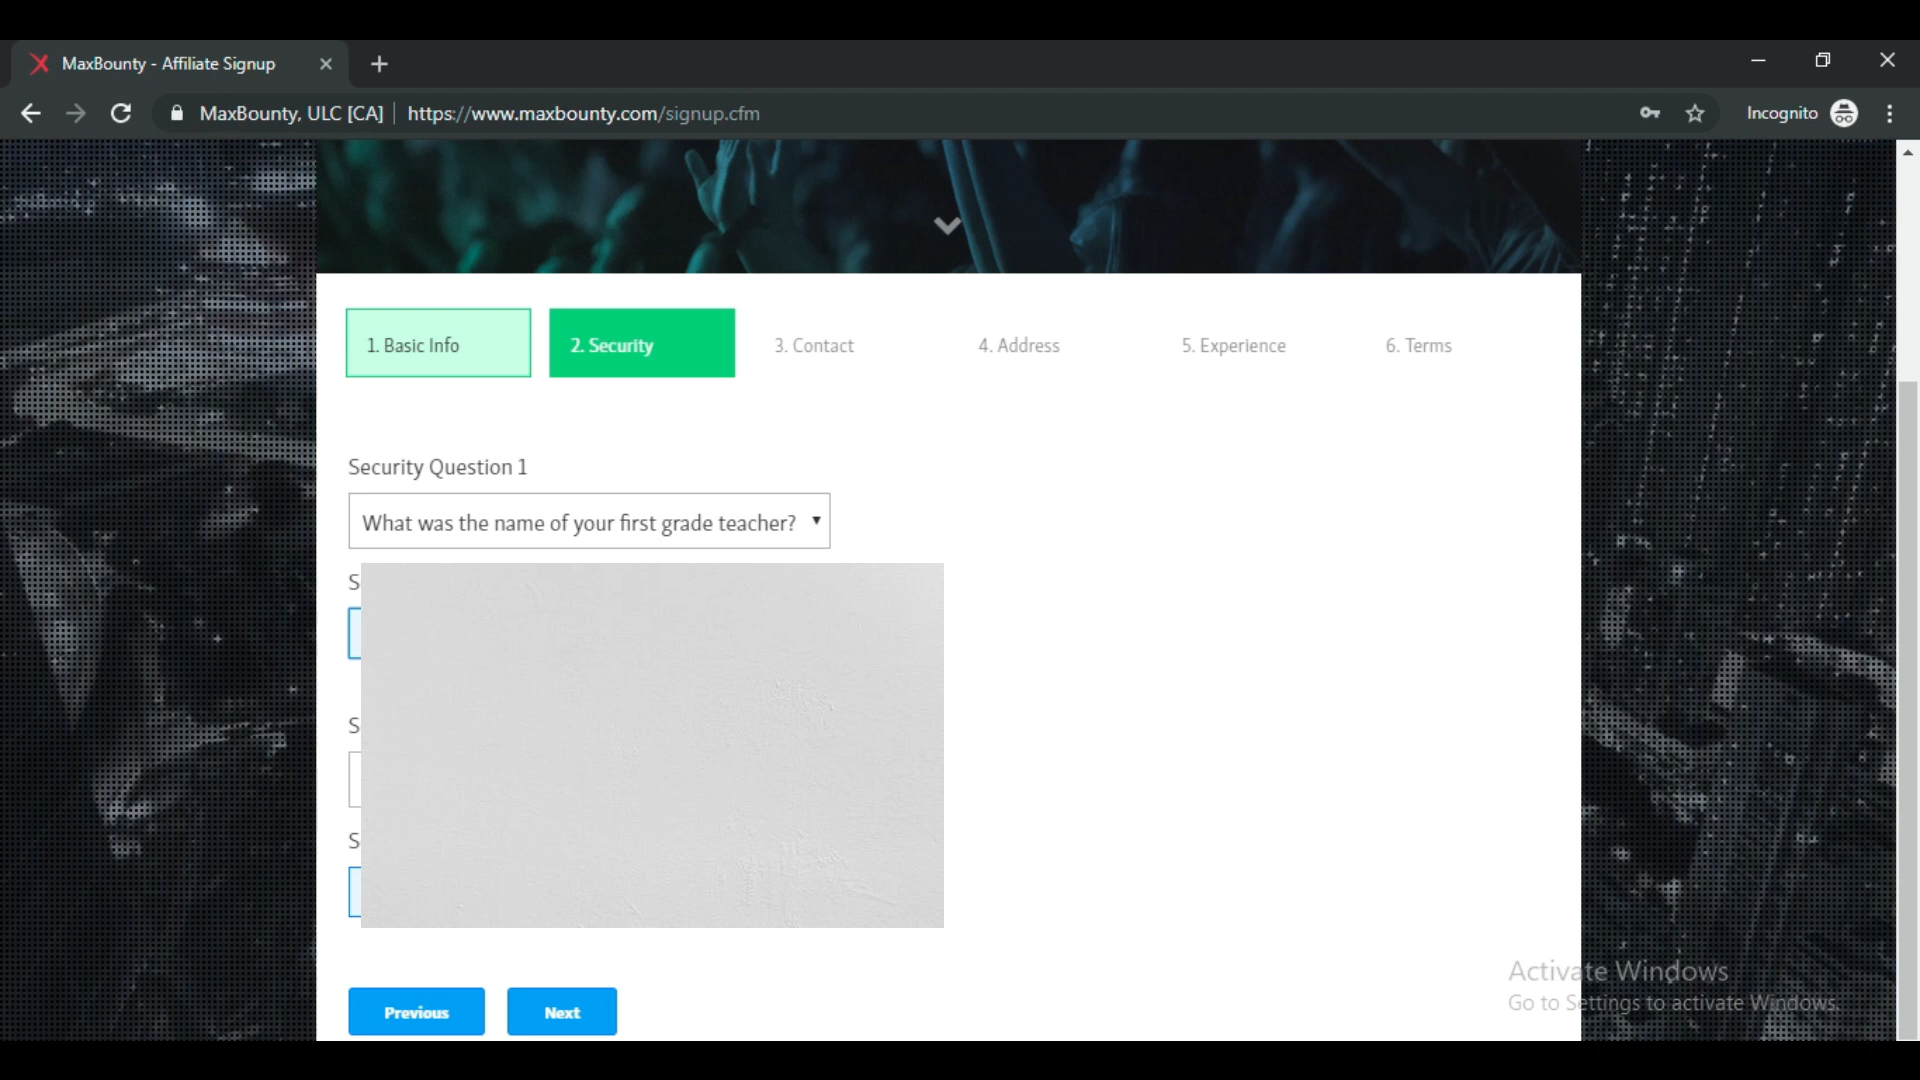 MaxBounty - Affiliate Signup
MaxBounty, ULC [CA] https://www.maxbounty.com/signup.cfm
Incognito
1. Basic Info
2. Security
3. Contact
4. Address
5. Experience
6. Terms
Security Question 1
What was the name of your first grade teacher?
S
S
S
Previous
Next
Activate Windows
Go to Settings to activate Windows.